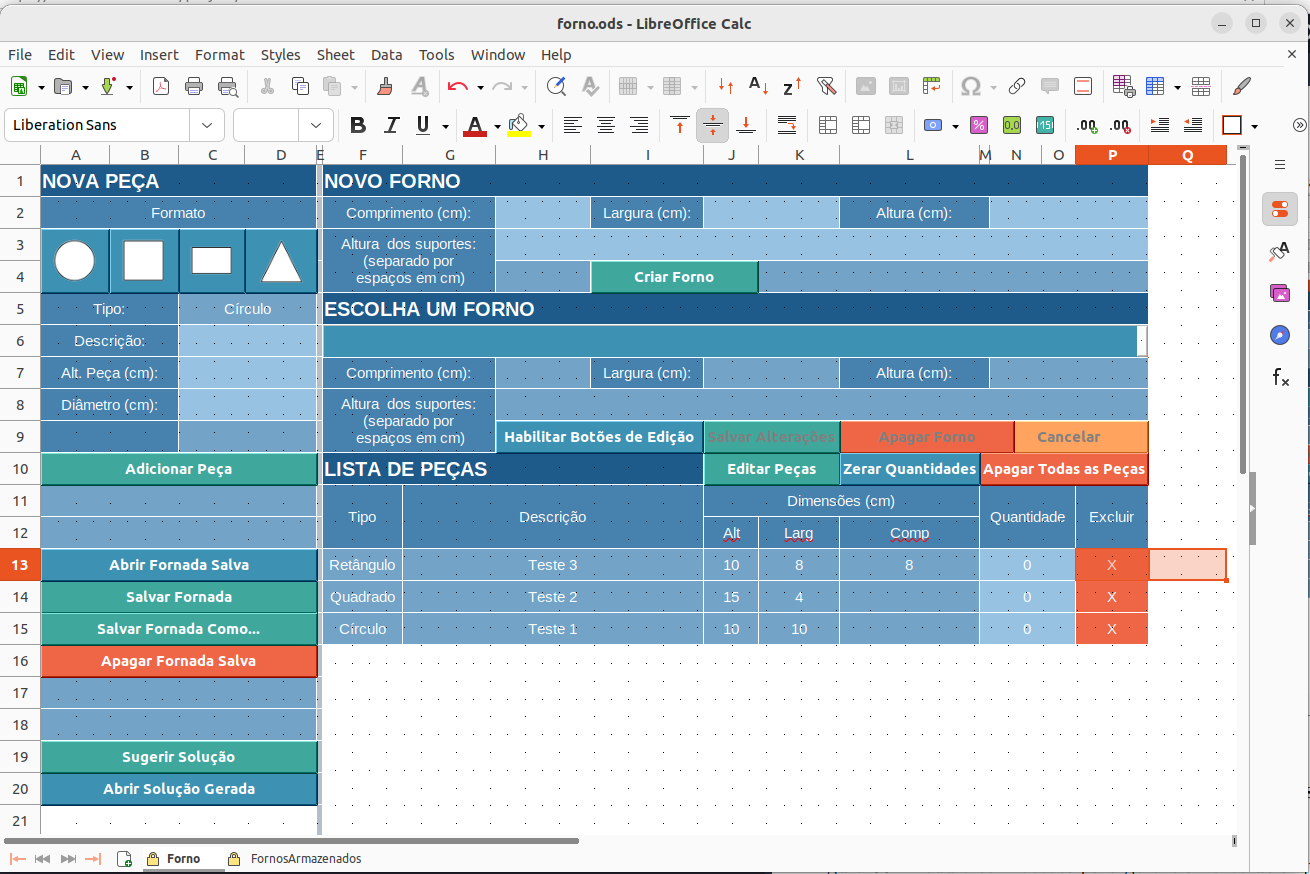 forno.ods - LibreOffice Calc
File Edit View Insert Format Styles Sheet Data Tools Window Help
Liberation Sans
A B C D E F G H I J K L M N O P Q
1 NOVA PEÇA NOVO FORNO
2 Formato Comprimento (cm): Largura (cm): Altura (cm):
3 Altura dos suportes:
(separado por
4 espaços em cm) Criar Forno
5 Tipo: Círculo ESCOLHA UM FORNO
6 Descrição:
7 Alt. Peça (cm): Comprimento (cm): Largura (cm): Altura (cm):
8 Diâmetro (cm): Altura dos suportes:
(separado por
9 espaços em cm) Habilitar Botões de Edição Salvar Alterações Apagar Forno Cancelar
10 Adicionar Peça LISTA DE PEÇAS Editar Peças Zerar Quantidades Apagar Todas as Peças
11 Dimensões (cm)
Tipo Descrição Quantidade Excluir
12 Alt Larg Comp
13 Abrir Fornada Salva Retângulo Teste 3 10 8 8 0 X
14 Salvar Fornada Quadrado Teste 2 15 4 0 X
15 Salvar Fornada Como... Círculo Teste 1 10 10 0 X
16 Apagar Fornada Salva
17
18
19 Sugerir Solução
20 Abrir Solução Gerada
21
Forno FornosArmazenados